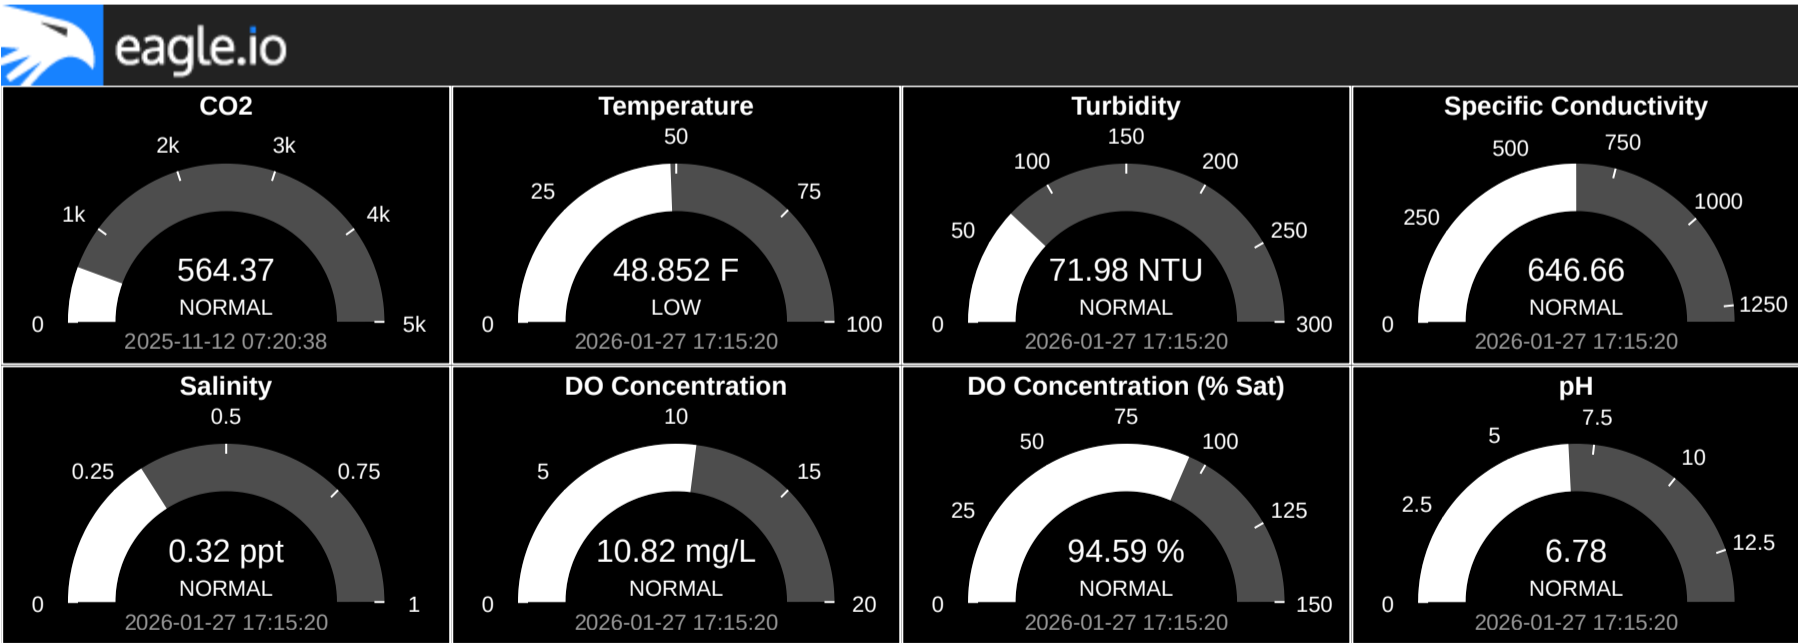 eagle.io
CO2
0
1k
2k
3k
4k
5k
564.37
NORMAL
2025-11-12 07:20:38
Temperature
0
25
50
75
100
48.852 F
LOW
2026-01-27 17:15:20
Turbidity
0
50
100
150
200
250
300
71.98 NTU
NORMAL
2026-01-27 17:15:20
Specific Conductivity
0
250
500
750
1000
1250
646.66
NORMAL
2026-01-27 17:15:20
Salinity
0
0.25
0.5
0.75
1
0.32 ppt
NORMAL
2026-01-27 17:15:20
DO Concentration
0
5
10
15
20
10.82 mg/L
NORMAL
2026-01-27 17:15:20
DO Concentration (% Sat)
0
25
50
75
100
125
150
94.59 %
NORMAL
2026-01-27 17:15:20
pH
0
2.5
5
7.5
10
12.5
6.78
NORMAL
2026-01-27 17:15:20